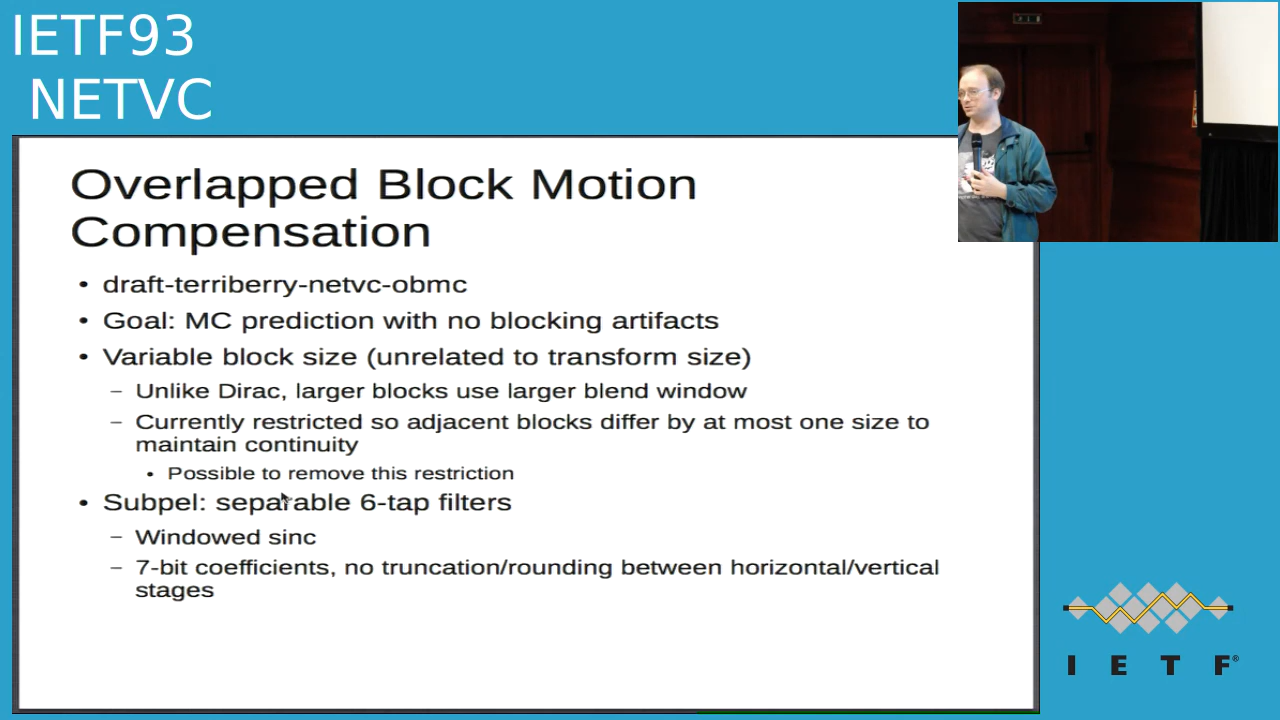 IETF93
NETVC
Overlapped Block Motion
Compensation
• draft-terriberry-netvc-obmc
• Goal: MC prediction with no blocking artifacts
• Variable block size (unrelated to transform size)
– Unlike Dirac, larger blocks use larger blend window
– Currently restricted so adjacent blocks differ by at most one size to
maintain continuity
• Possible to remove this restriction
• Subpel: separable 6-tap filters
– Windowed sinc
– 7-bit coefficients, no truncation/rounding between horizontal/vertical
stages
I E T F®